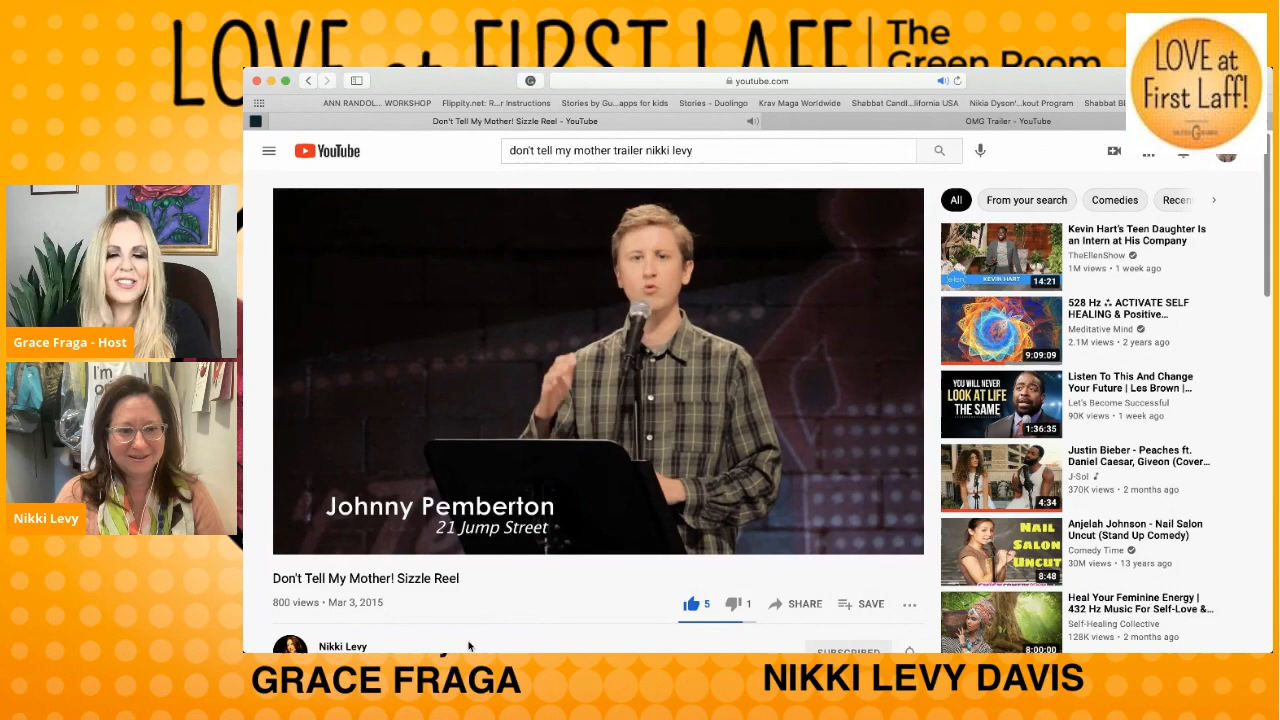 LOVE at FIRST LAFF
The
Green Room
LOVE at
First Laff!
youtube.com
ANN RANDOL... WORKSHOP
Flippity.net: R...r Instructions
Stories by Gu...apps for kids
Stories - Duolingo
Krav Maga Worldwide
Shabbat Candl...lifornia USA
Nikia Dyson'...kout Program
Don't Tell My Mother! Sizzle Reel - YouTube
OMG Trailer - YouTube
YouTube
don't tell my mother trailer nikki levy
All
From your search
Comedies
Recen
Johnny Pemberton
21 Jump Street
Kevin Hart's Teen Daughter Is
an Intern at His Company
TheEllenShow
1M views • 1 week ago
KEVIN HART
14:21
528 Hz ∴ ACTIVATE SELF
HEALING & Positive...
Meditative Mind
2.1M views • 2 years ago
9:09:09
Listen To This And Change
Your Future | Les Brown |...
Let's Become Successful
90K views • 1 week ago
YOU WILL NEVER
LOOK AT LIFE
THE SAME
1:36:35
Justin Bieber - Peaches ft.
Daniel Caesar, Giveon (Cover...
J-Sol
370K views • 2 months ago
4:34
Anjelah Johnson - Nail Salon
Uncut (Stand Up Comedy)
Comedy Time
30M views • 13 years ago
NAIL
SALON
UNCUT
8:48
Heal Your Feminine Energy |
432 Hz Music For Self-Love &...
Self-Healing Collective
128K views • 2 months ago
8:00:00
Don't Tell My Mother! Sizzle Reel
800 views • Mar 3, 2015
5
1
SHARE
SAVE
Nikki Levy
SUBSCRIBED
Grace Fraga - Host
I'm
Nikki Levy
GRACE FRAGA
NIKKI LEVY DAVIS